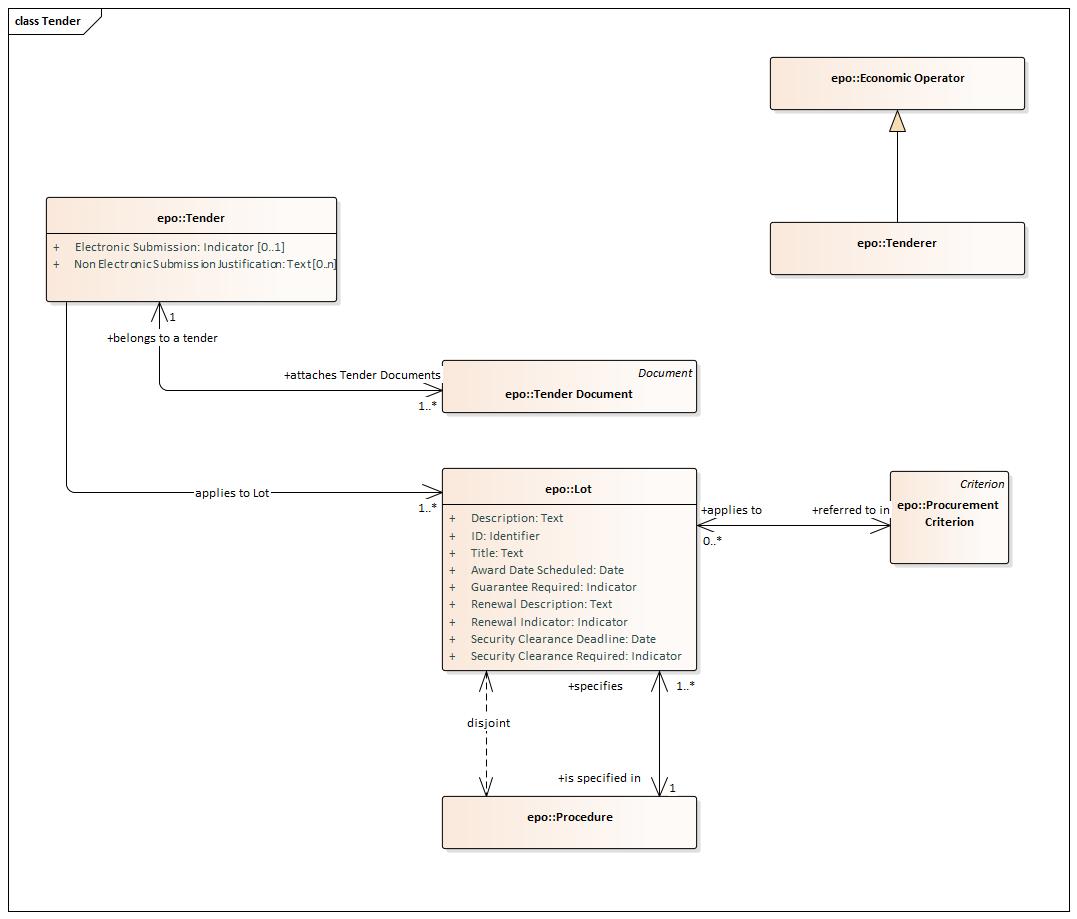 class Tender
epo::Economic Operator
epo::Tenderer
epo::Tender
+ Electronic Submission: Indicator [0..1]
+ Non Electronic Submission Justification: Text [0..n]
1
+belongs to a tender
+attaches Tender Documents
1..*
Document
epo::Tender Document
applies to Lot
1..*
epo::Lot
+ Description: Text
+ ID: Identifier
+ Title: Text
+ Award Date Scheduled: Date
+ Guarantee Required: Indicator
+ Renewal Description: Text
+ Renewal Indicator: Indicator
+ Security Clearance Deadline: Date
+ Security Clearance Required: Indicator
+applies to
0..*
+referred to in
Criterion
epo::Procurement
Criterion
+specifies
1..*
disjoint
+is specified in
1
epo::Procedure